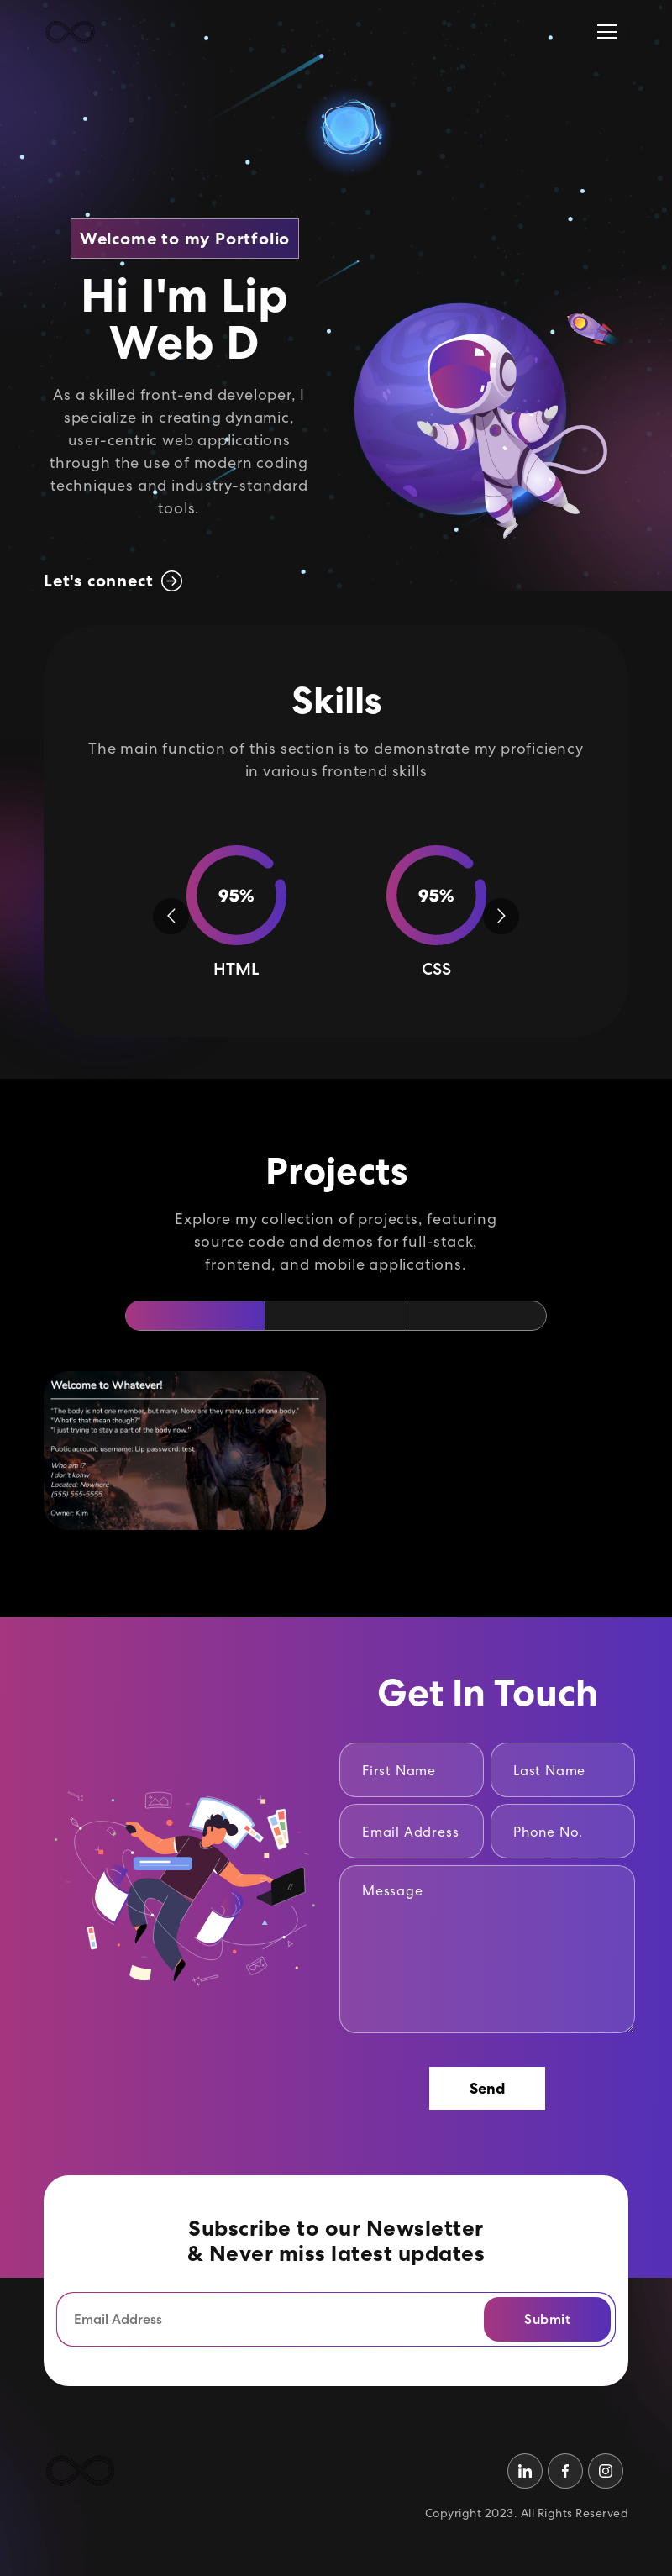 Welcome to my Portfolio
Hi I'm Lip
Web D
As a skilled front-end developer, I
specialize in creating dynamic,
user-centric web applications
through the use of modern coding
techniques and industry-standard
tools.
Let's connect
Skills
The main function of this section is to demonstrate my proficiency
in various frontend skills
95%
95%
HTML
CSS
Projects
Explore my collection of projects, featuring
source code and demos for full-stack,
frontend, and mobile applications.
Welcome to Whatever!
"The body is not one member, but many. Now are they many, but of one body."
"What's that mean though?"
"I just trying to stay a part of the body now."
Public account: username: Lip password: test
Who am I?
I don't konw
Located: Nowhere
(555) 555-5555
Owner: Kim
Get In Touch
First Name
Last Name
Email Address
Phone No.
Message
Send
Subscribe to our Newsletter
& Never miss latest updates
Email Address
Submit
Copyright 2023. All Rights Reserved